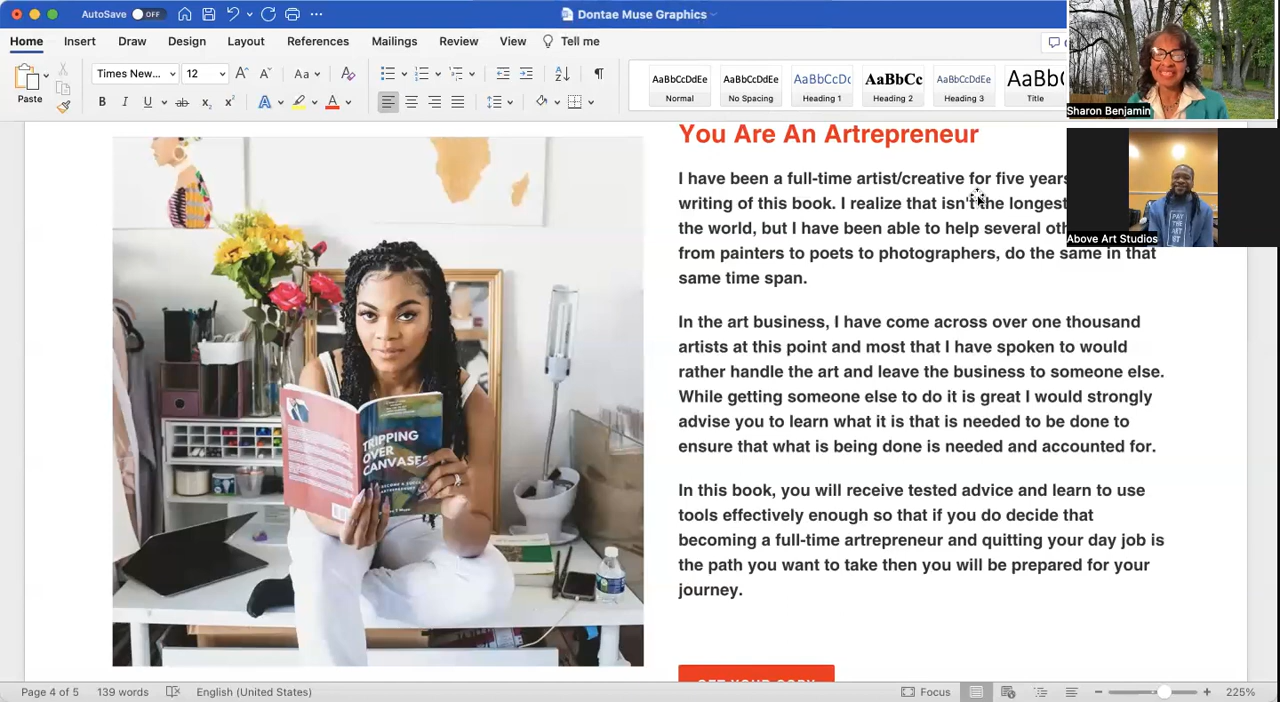 AutoSave OFF
Dontae Muse Graphics
Home Insert Draw Design Layout References Mailings Review View Tell me
Paste
Times New... 12
Aa
AaBbCcDdEe AaBbCcDdEe AaBbCcDc AaBbCc AaBbCcDdEe AaBbC
Normal No Spacing Heading 1 Heading 2 Heading 3 Title
Sharon Benjamin
Above Art Studios
PAY
THE
ART
IST
TRIPPING
OVER
CANVASES
You Are An Artrepreneur
I have been a full-time artist/creative for five years
writing of this book. I realize that isn't the longest
the world, but I have been able to help several oth
from painters to poets to photographers, do the same in that
same time span.
In the art business, I have come across over one thousand
artists at this point and most that I have spoken to would
rather handle the art and leave the business to someone else.
While getting someone else to do it is great I would strongly
advise you to learn what it is that is needed to be done to
ensure that what is being done is needed and accounted for.
In this book, you will receive tested advice and learn to use
tools effectively enough so that if you do decide that
becoming a full-time artrepreneur and quitting your day job is
the path you want to take then you will be prepared for your
journey.
GET YOUR COPY
Page 4 of 5 139 words English (United States) Focus 225%